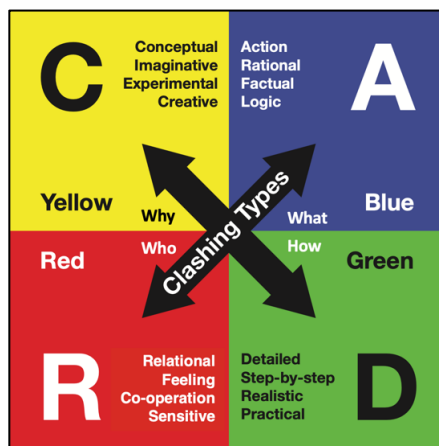 C
Conceptual
Imaginative
Experimental
Creative
Yellow
Why
Action
Rational
Factual
Logic
A
What
Blue
Clashing Types
Red
Who
R
Relational
Feeling
Co-operation
Sensitive
How
Green
Detailed
Step-by-step
Realistic
Practical
D